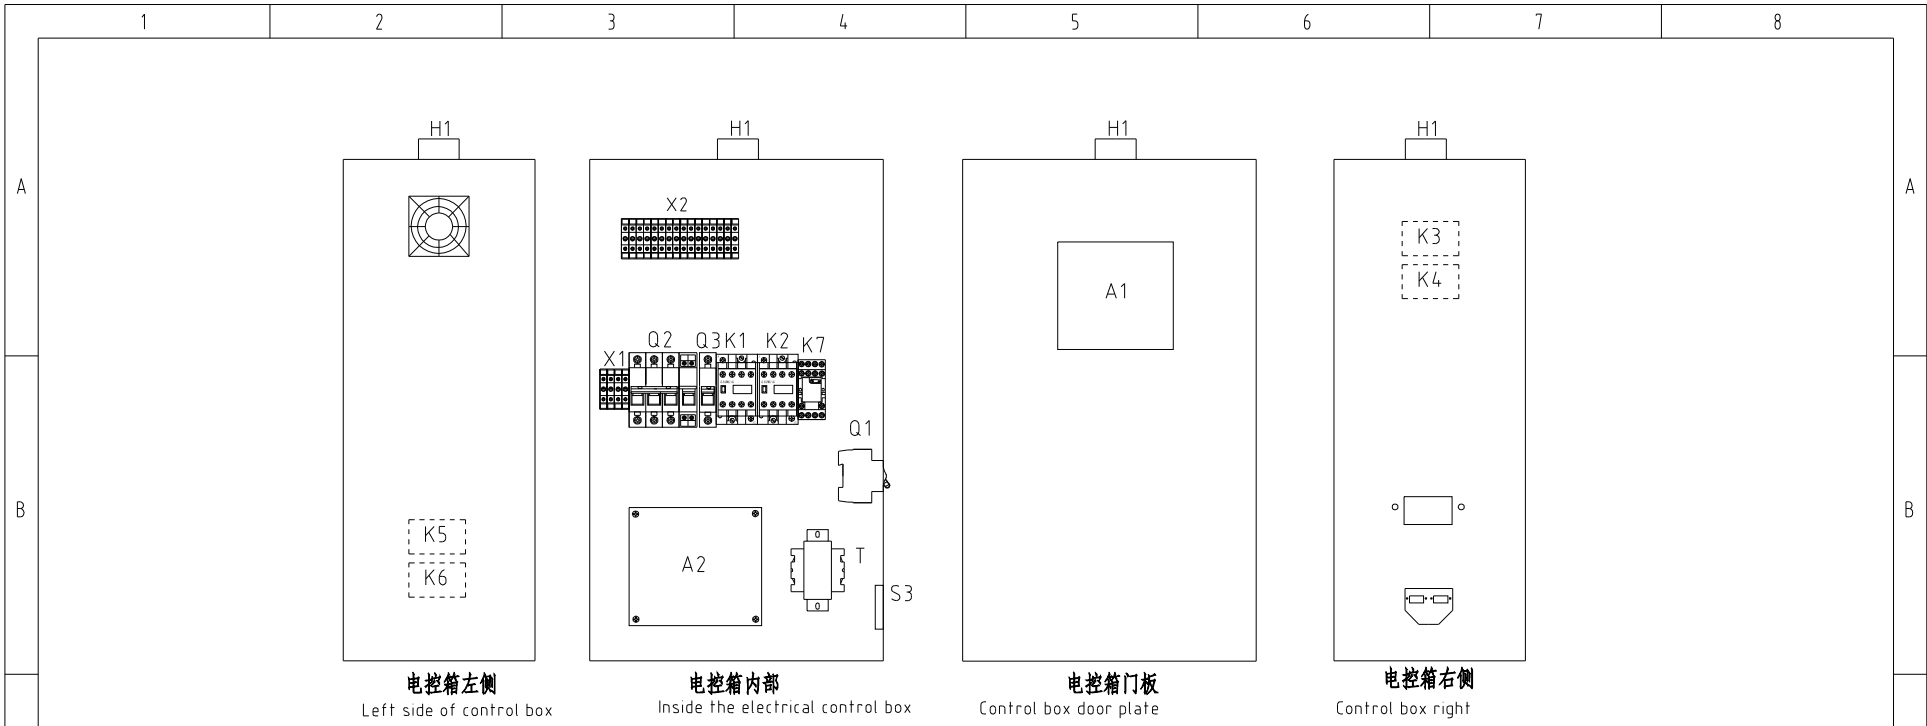 1 2 3 4 5 6 7 8
H1 H1 H1 H1
A A
X2
K3
K4
A1
Q2 Q3 K1 K2 K7
X1
Q1
B B
K5
K6
A2
T
S3
电控箱左侧 电控箱内部 电控箱门板 电控箱右侧
Left side of control box Inside the electrical control box Control box door plate Control box right